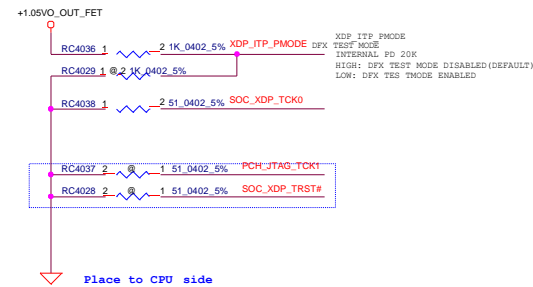 +1.05VO_OUT_FET
XDP_ITP_PMODE
RC4036 1 2 1K_0402_5% XDP_ITP_PMODE DFX TEST MODE
INTERNAL PD 20K
RC4029 1 @ 2 1K_0402_5% HIGH: DFX TEST MODE DISABLED(DEFAULT)
LOW: DFX TES TMODE ENABLED
RC4038 1 2 51_0402_5% SOC_XDP_TCK0
RC4037 2 @ 1 51_0402_5% PCH_JTAG_TCK1
RC4028 2 @ 1 51_0402_5% SOC_XDP_TRST#
Place to CPU side